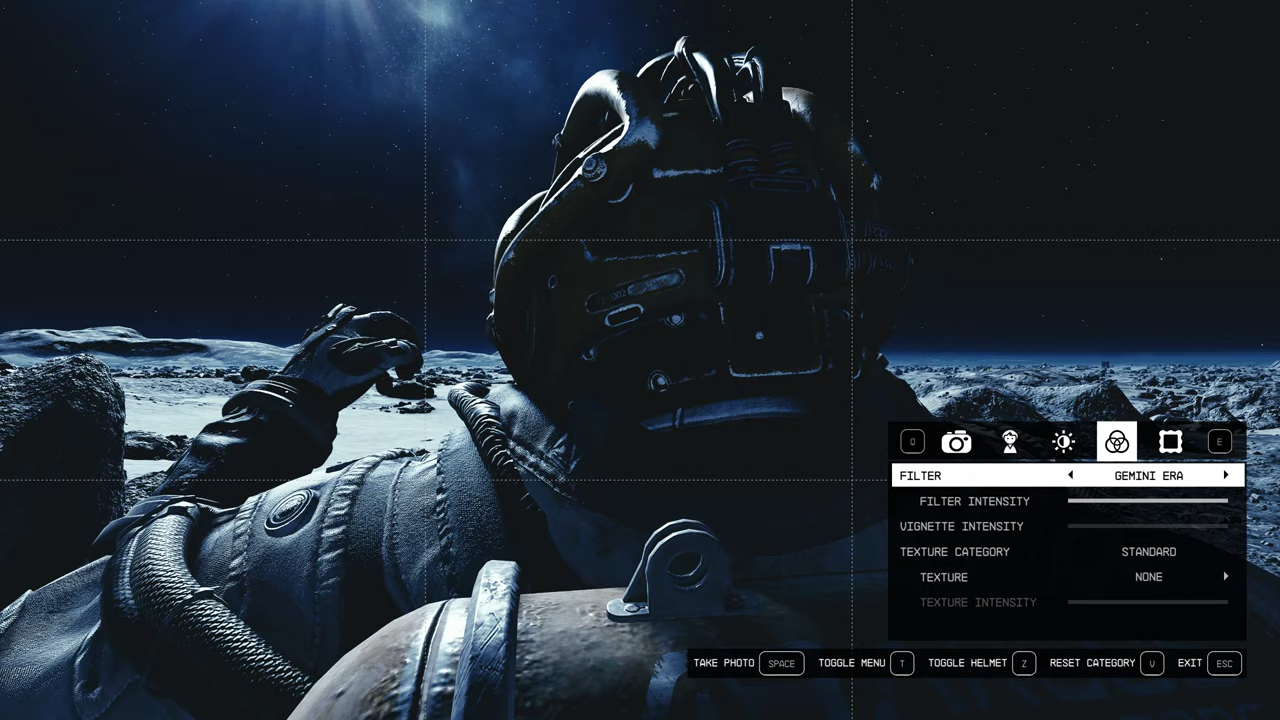 Q E
FILTER GEMINI ERA
FILTER INTENSITY
VIGNETTE INTENSITY
TEXTURE CATEGORY STANDARD
TEXTURE NONE
TEXTURE INTENSITY
TAKE PHOTO SPACE TOGGLE MENU T TOGGLE HELMET Z RESET CATEGORY V EXIT ESC